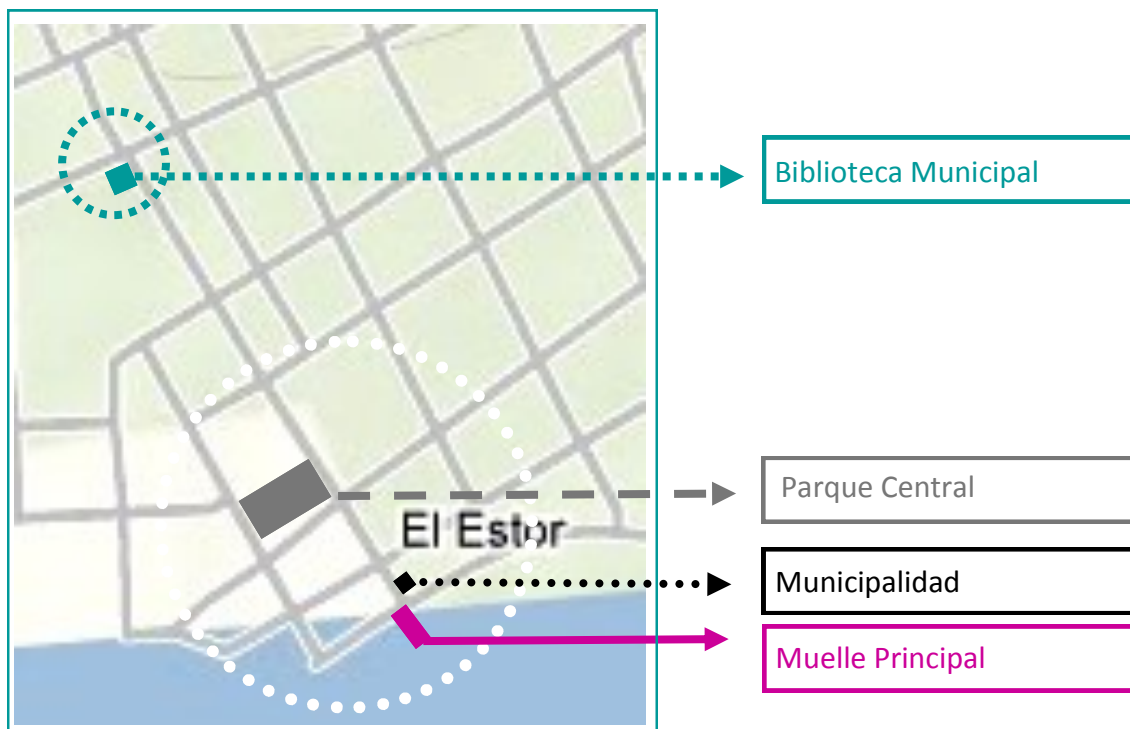 Biblioteca Municipal
Parque Central
El Estor
Municipalidad
Muelle Principal